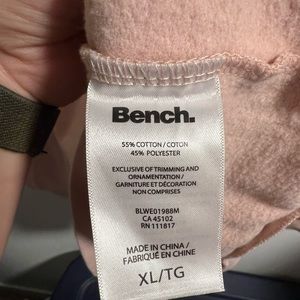 Bench.
55% COTTON / COTON
45% POLYESTER
EXCLUSIVE OF TRIMMING AND
ORNAMENTATION /
GARNITURE ET DÉCORATION
NON COMPRISES
BLWE01988M
CA 45102
RN 111817
MADE IN CHINA /
FABRIQUÉ EN CHINE
XL/TG